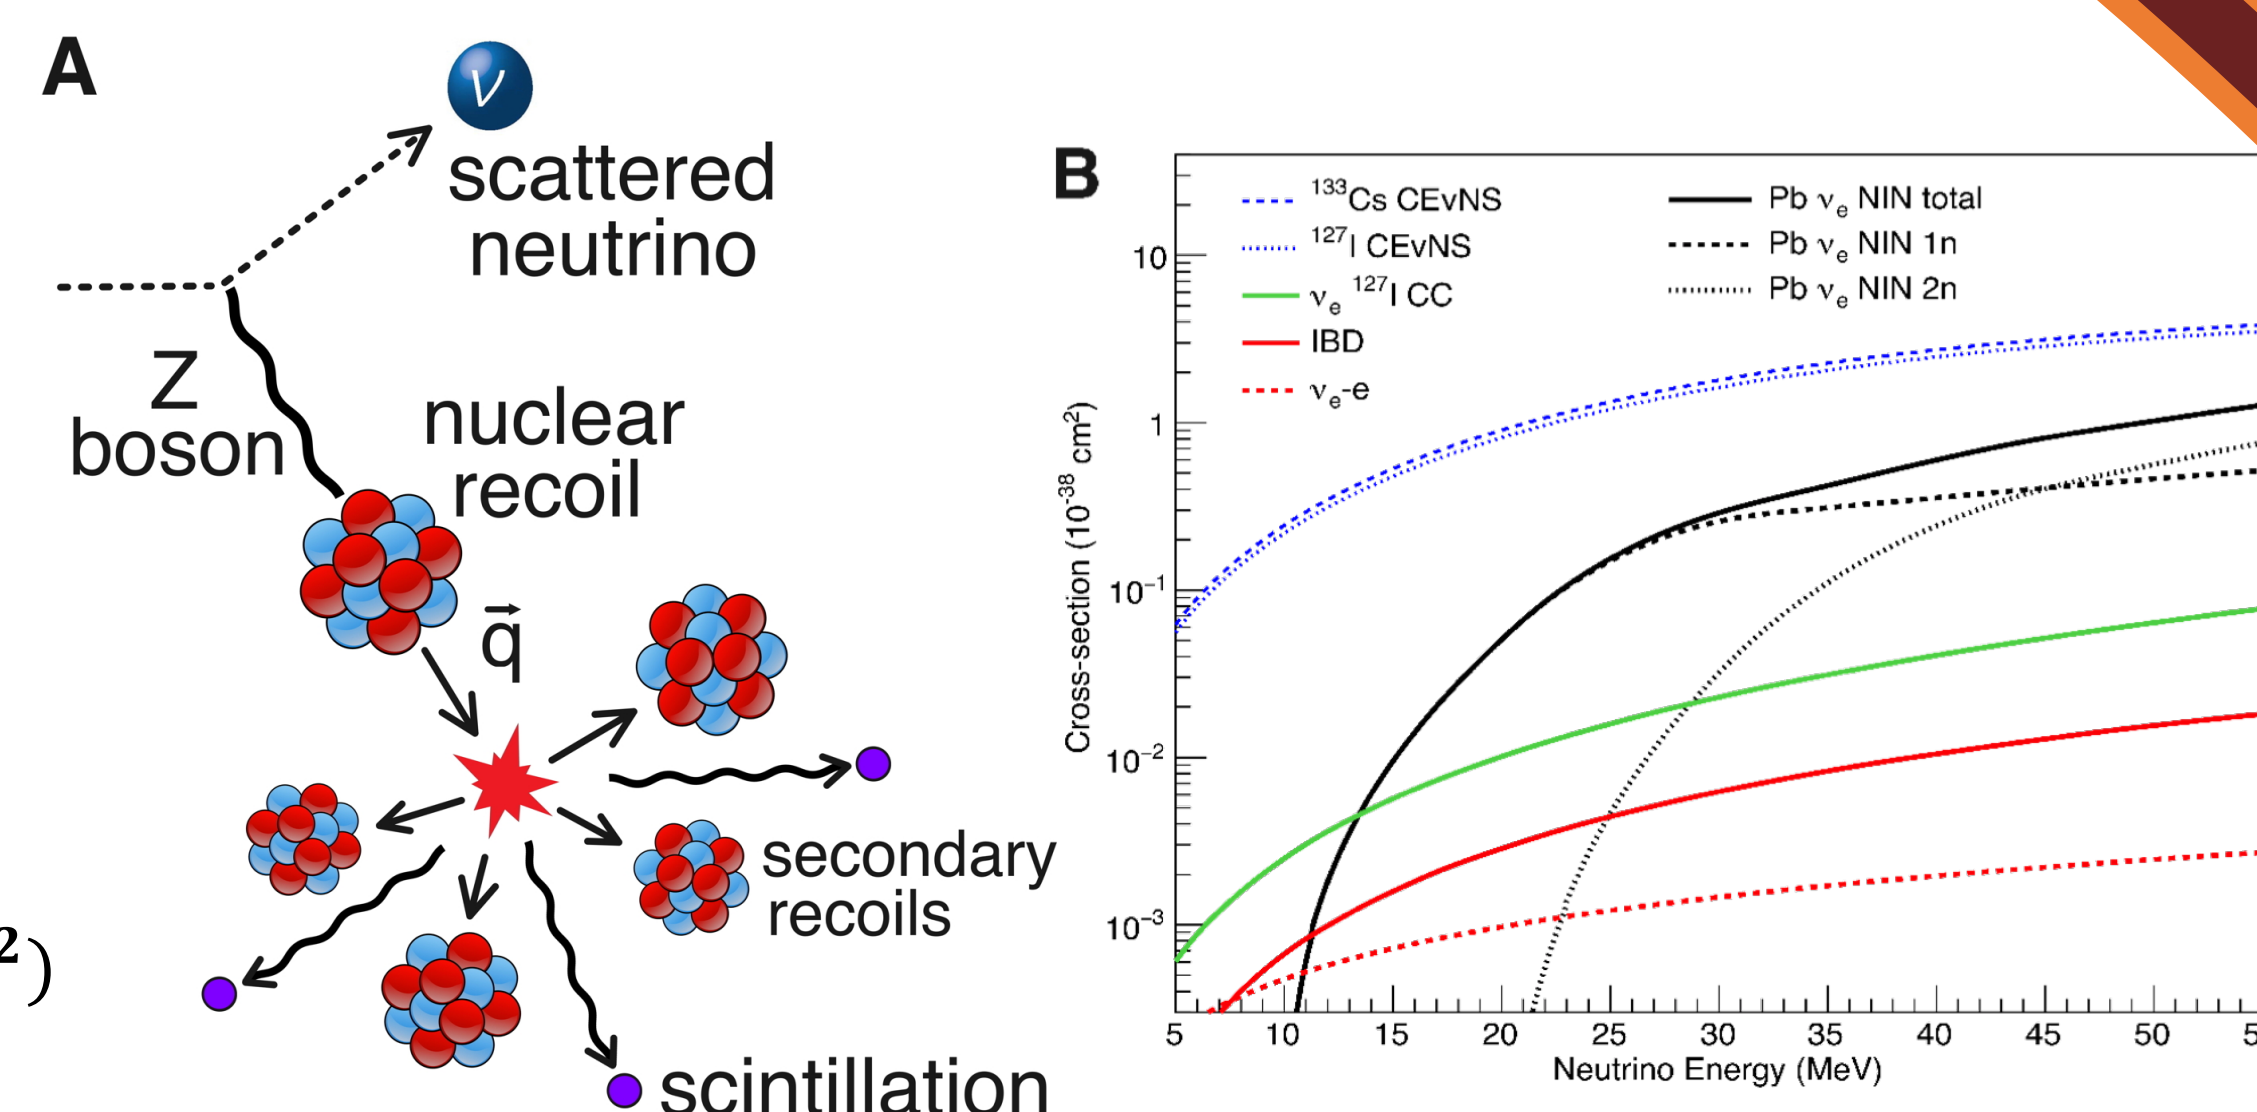 A
ν
scattered
neutrino
Z
boson
nuclear
recoil
q⃗
secondary
recoils
2)
scintillation
B
¹³³Cs CEvNS
¹²⁷I CEvNS
νₑ ¹²⁷I CC
IBD
νₑ-e
Pb νₑ NIN total
Pb νₑ NIN 1n
Pb νₑ NIN 2n
Cross-section (10⁻³⁸ cm²)
10
1
10⁻¹
10⁻²
10⁻³
5 10 15 20 25 30 35 40 45 50 5
Neutrino Energy (MeV)